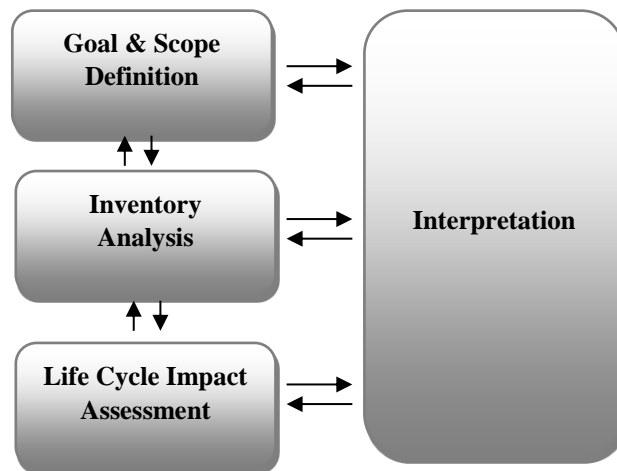 Goal & Scope
Definition
Inventory
Analysis
Interpretation
Life Cycle Impact
Assessment